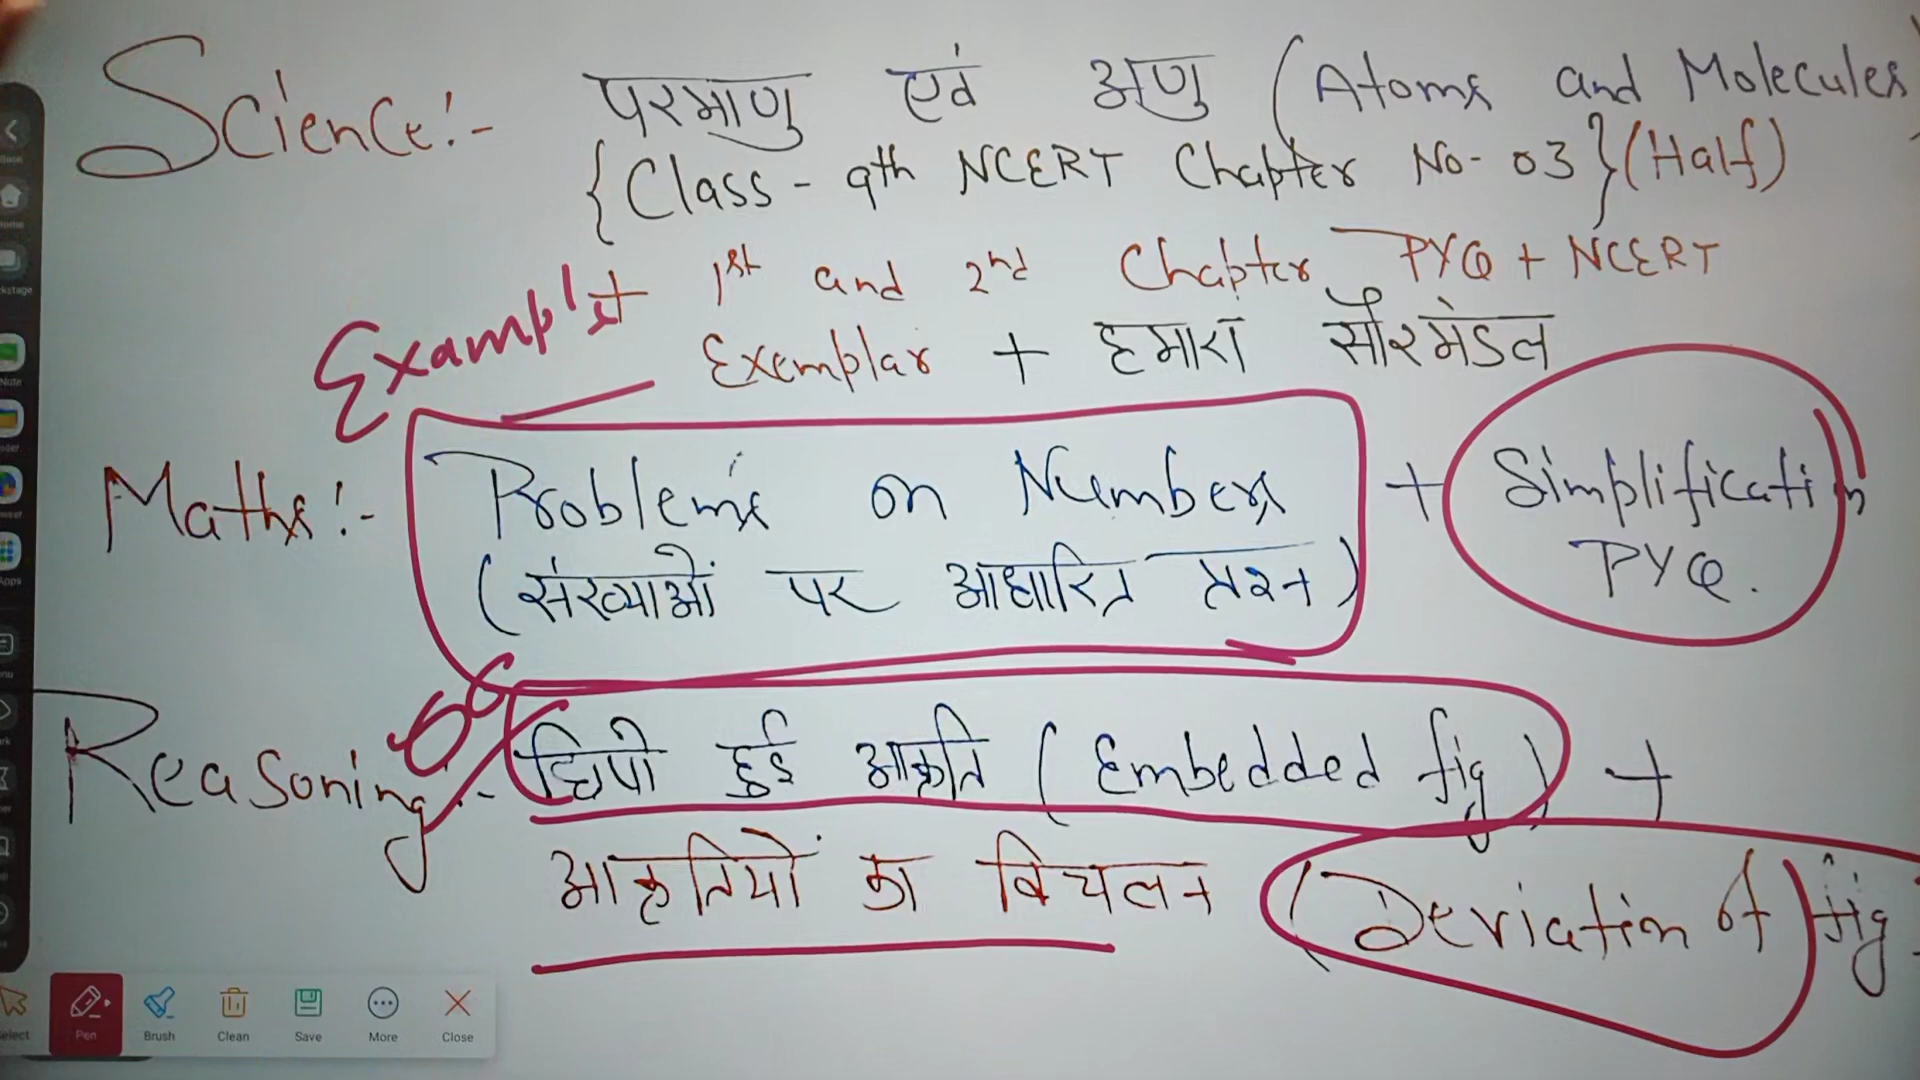 Science:- परमाणु एवं अणु (Atoms and Molecules)
{Class - 9th NCERT Chapter No- 03} (Half)
1st and 2nd Chapter PYQ + NCERT
Exemplar + हमारा सौरमंडल
Maths:- Problems on Numbers + Simplification
(संख्याओं पर आधारित प्रश्न) PYQ.
Reasoning:- छिपी हुई आकृति (Embedded fig) +
आकृतियों का विचलन (Deviation of fig.
Select Pen Brush Clean Save More Close